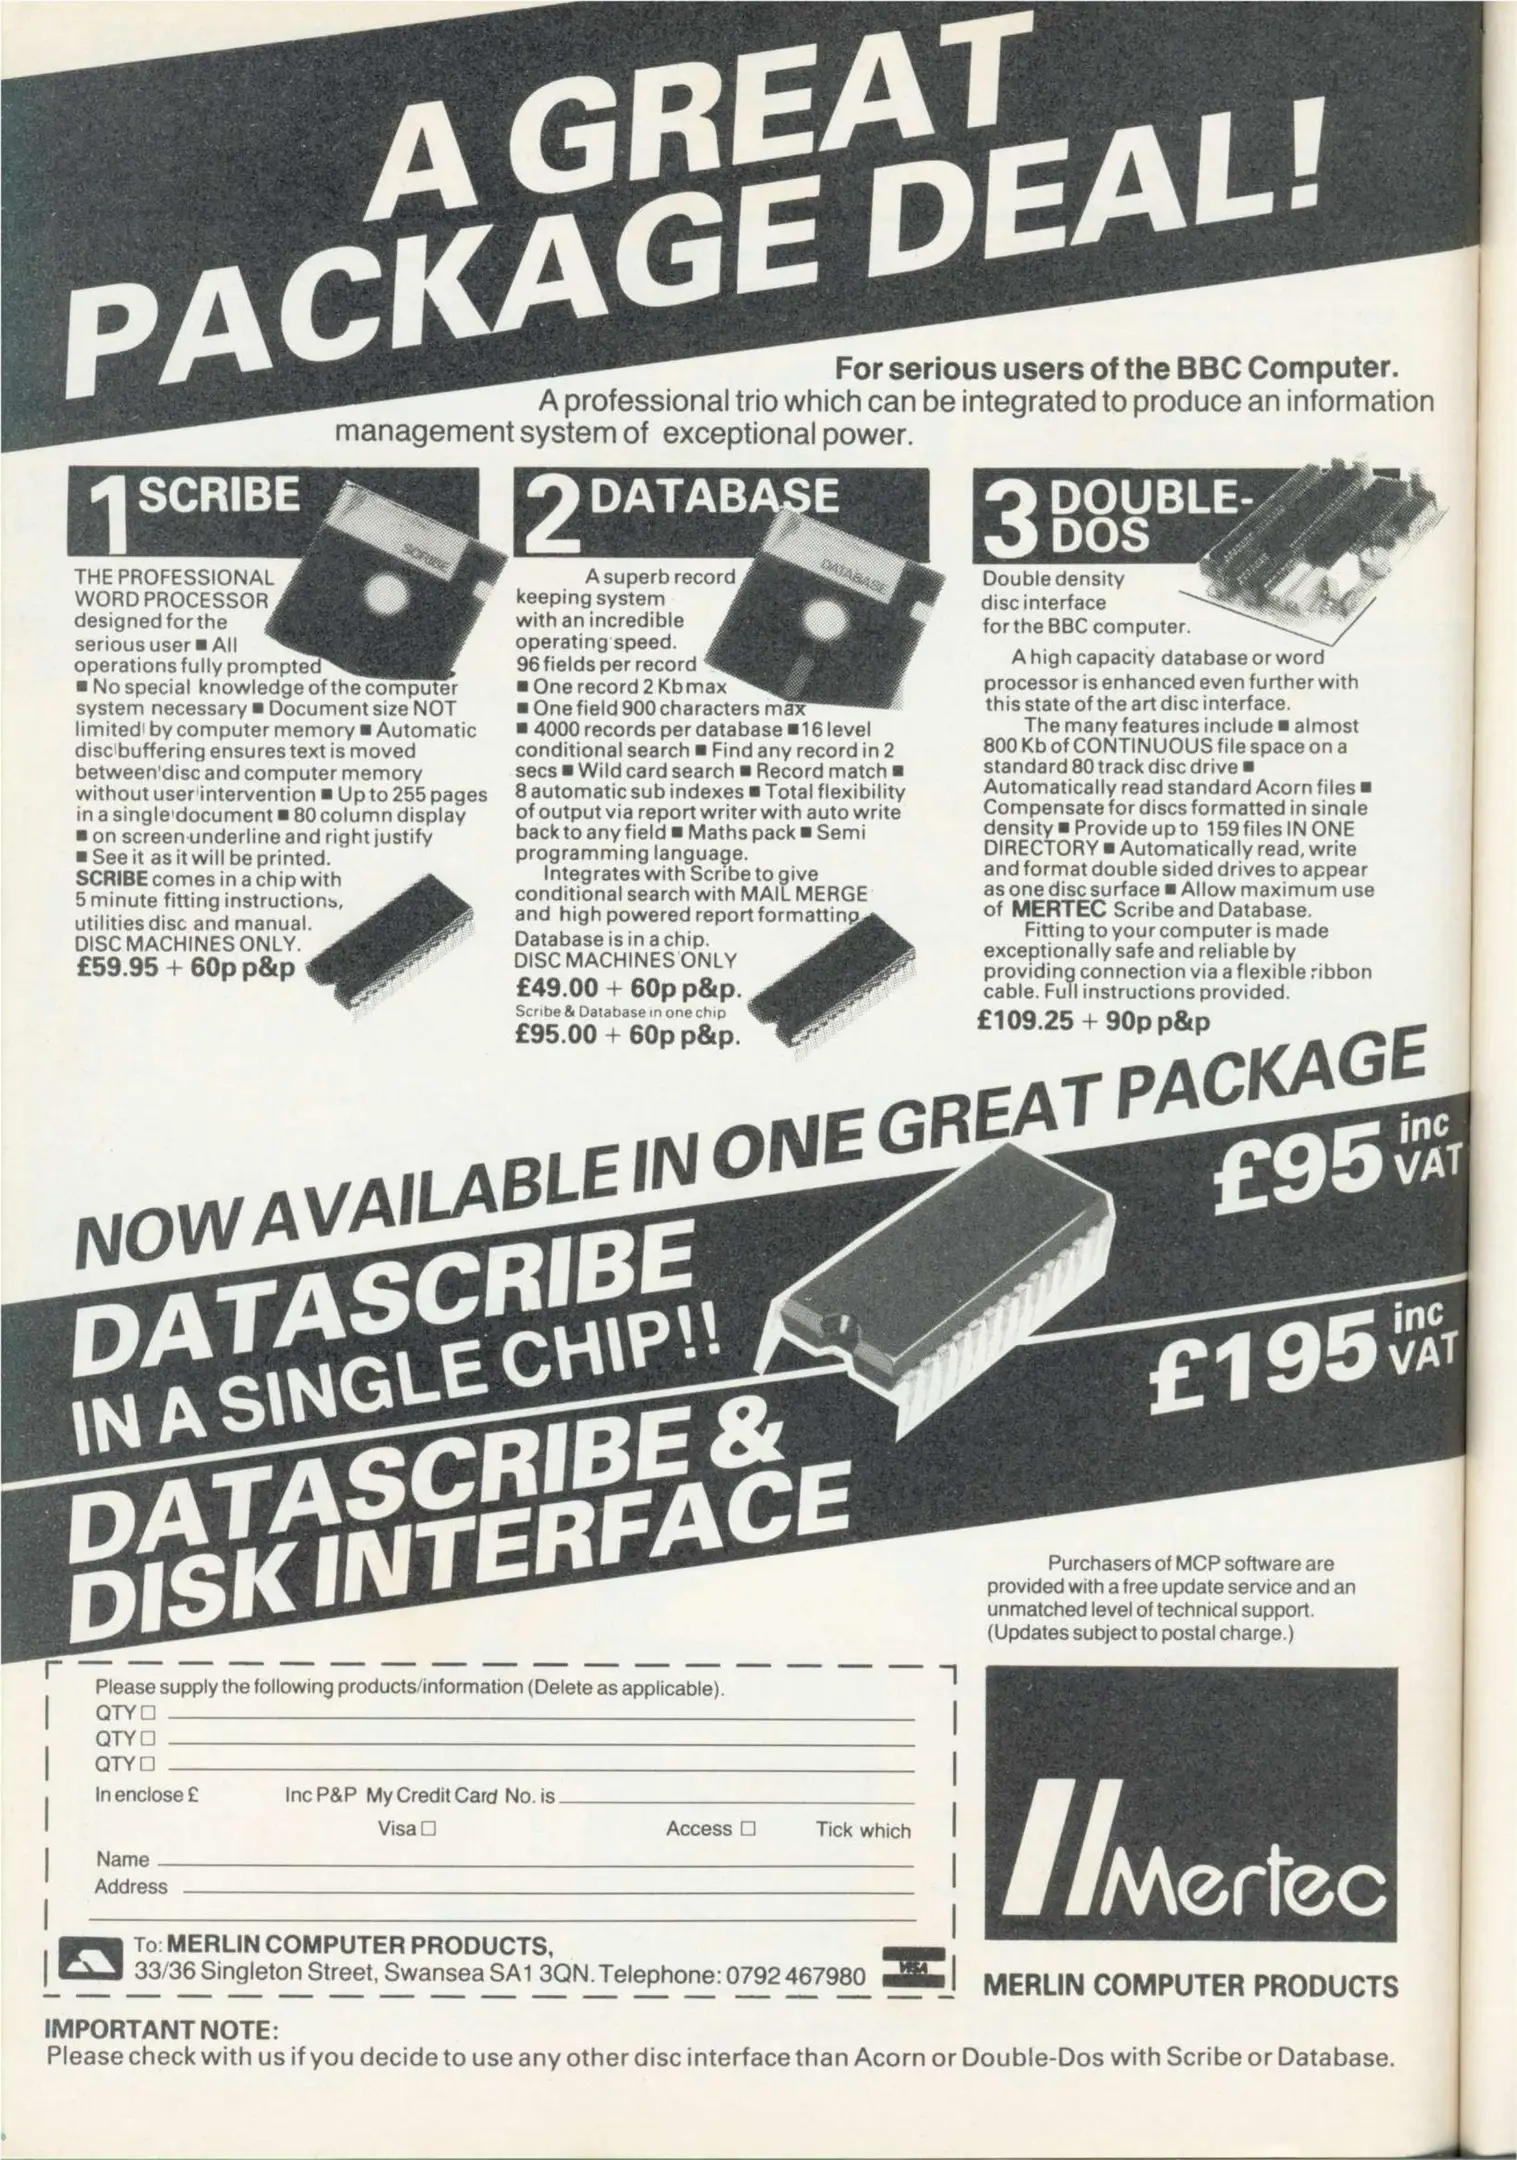 A GREAT
PACKAGE DEAL!
For serious users of the BBC Computer.
A professional trio which can be integrated to produce an information
management system of exceptional power.
1 SCRIBE
SCRIBE
THE PROFESSIONAL
WORD PROCESSOR
designed for the
serious user ■ All
operations fully prompted
■ No special knowledge of the computer
system necessary ■ Document size NOT
limited by computer memory ■ Automatic
disc buffering ensures text is moved
between disc and computer memory
without user intervention ■ Up to 255 pages
in a single document ■ 80 column display
■ on screen underline and right justify
■ See it as it will be printed.
SCRIBE comes in a chip with
5 minute fitting instructions,
utilities disc and manual.
DISC MACHINES ONLY.
£59.95 + 60p p&p
2 DATABASE
DATABASE
A superb record
keeping system
with an incredible
operating speed.
96 fields per record
■ One record 2 Kb max
■ One field 900 characters max
■ 4000 records per database ■ 16 level
conditional search ■ Find any record in 2
secs ■ Wild card search ■ Record match ■
8 automatic sub indexes ■ Total flexibility
of output via report writer with auto write
back to any field ■ Maths pack ■ Semi
programming language.
Integrates with Scribe to give
conditional search with MAIL MERGE
and high powered report formatting
Database is in a chip.
DISC MACHINES ONLY
£49.00 + 60p p&p.
Scribe & Database in one chip
£95.00 + 60p p&p.
3 DOUBLE-
DOS
Double density
disc interface
for the BBC computer.
A high capacity database or word
processor is enhanced even further with
this state of the art disc interface.
The many features include ■ almost
800 Kb of CONTINUOUS file space on a
standard 80 track disc drive ■
Automatically read standard Acorn files ■
Compensate for discs formatted in single
density ■ Provide up to 159 files IN ONE
DIRECTORY ■ Automatically read, write
and format double sided drives to appear
as one disc surface ■ Allow maximum use
of MERTEC Scribe and Database.
Fitting to your computer is made
exceptionally safe and reliable by
providing connection via a flexible ribbon
cable. Full instructions provided.
£109.25 + 90p p&p
NOW AVAILABLE IN ONE GREAT PACKAGE
DATASCRIBE
IN A SINGLE CHIP!!
£95 inc
VAT
DATASCRIBE &
DISK INTERFACE
£195 inc
VAT
Purchasers of MCP software are
provided with a free update service and an
unmatched level of technical support.
(Updates subject to postal charge.)
Please supply the following products/information (Delete as applicable).
QTY □
QTY □
QTY □
In enclose £ Inc P&P My Credit Card No. is
Visa □ Access □ Tick which
Name
Address
To: MERLIN COMPUTER PRODUCTS,
33/36 Singleton Street, Swansea SA1 3QN. Telephone: 0792 467980
VISA
Mertec
MERLIN COMPUTER PRODUCTS
IMPORTANT NOTE:
Please check with us if you decide to use any other disc interface than Acorn or Double-Dos with Scribe or Database.